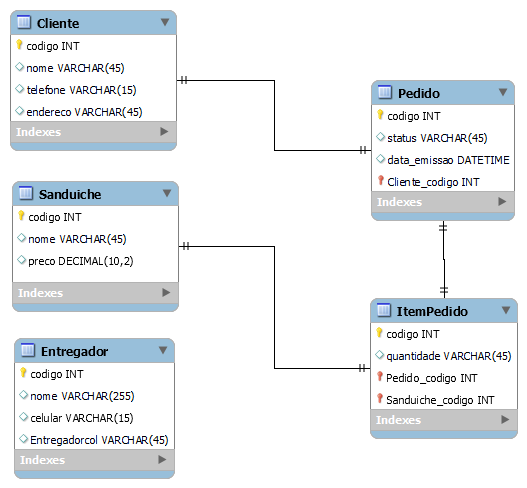 Cliente
codigo INT
nome VARCHAR(45)
telefone VARCHAR(15)
endereco VARCHAR(45)
Indexes
Pedido
codigo INT
status VARCHAR(45)
data_emissao DATETIME
Cliente_codigo INT
Indexes
Sanduiche
codigo INT
nome VARCHAR(45)
preco DECIMAL(10,2)
Indexes
ItemPedido
codigo INT
quantidade VARCHAR(45)
Pedido_codigo INT
Sanduiche_codigo INT
Indexes
Entregador
codigo INT
nome VARCHAR(255)
celular VARCHAR(15)
Entregadorcol VARCHAR(45)
Indexes